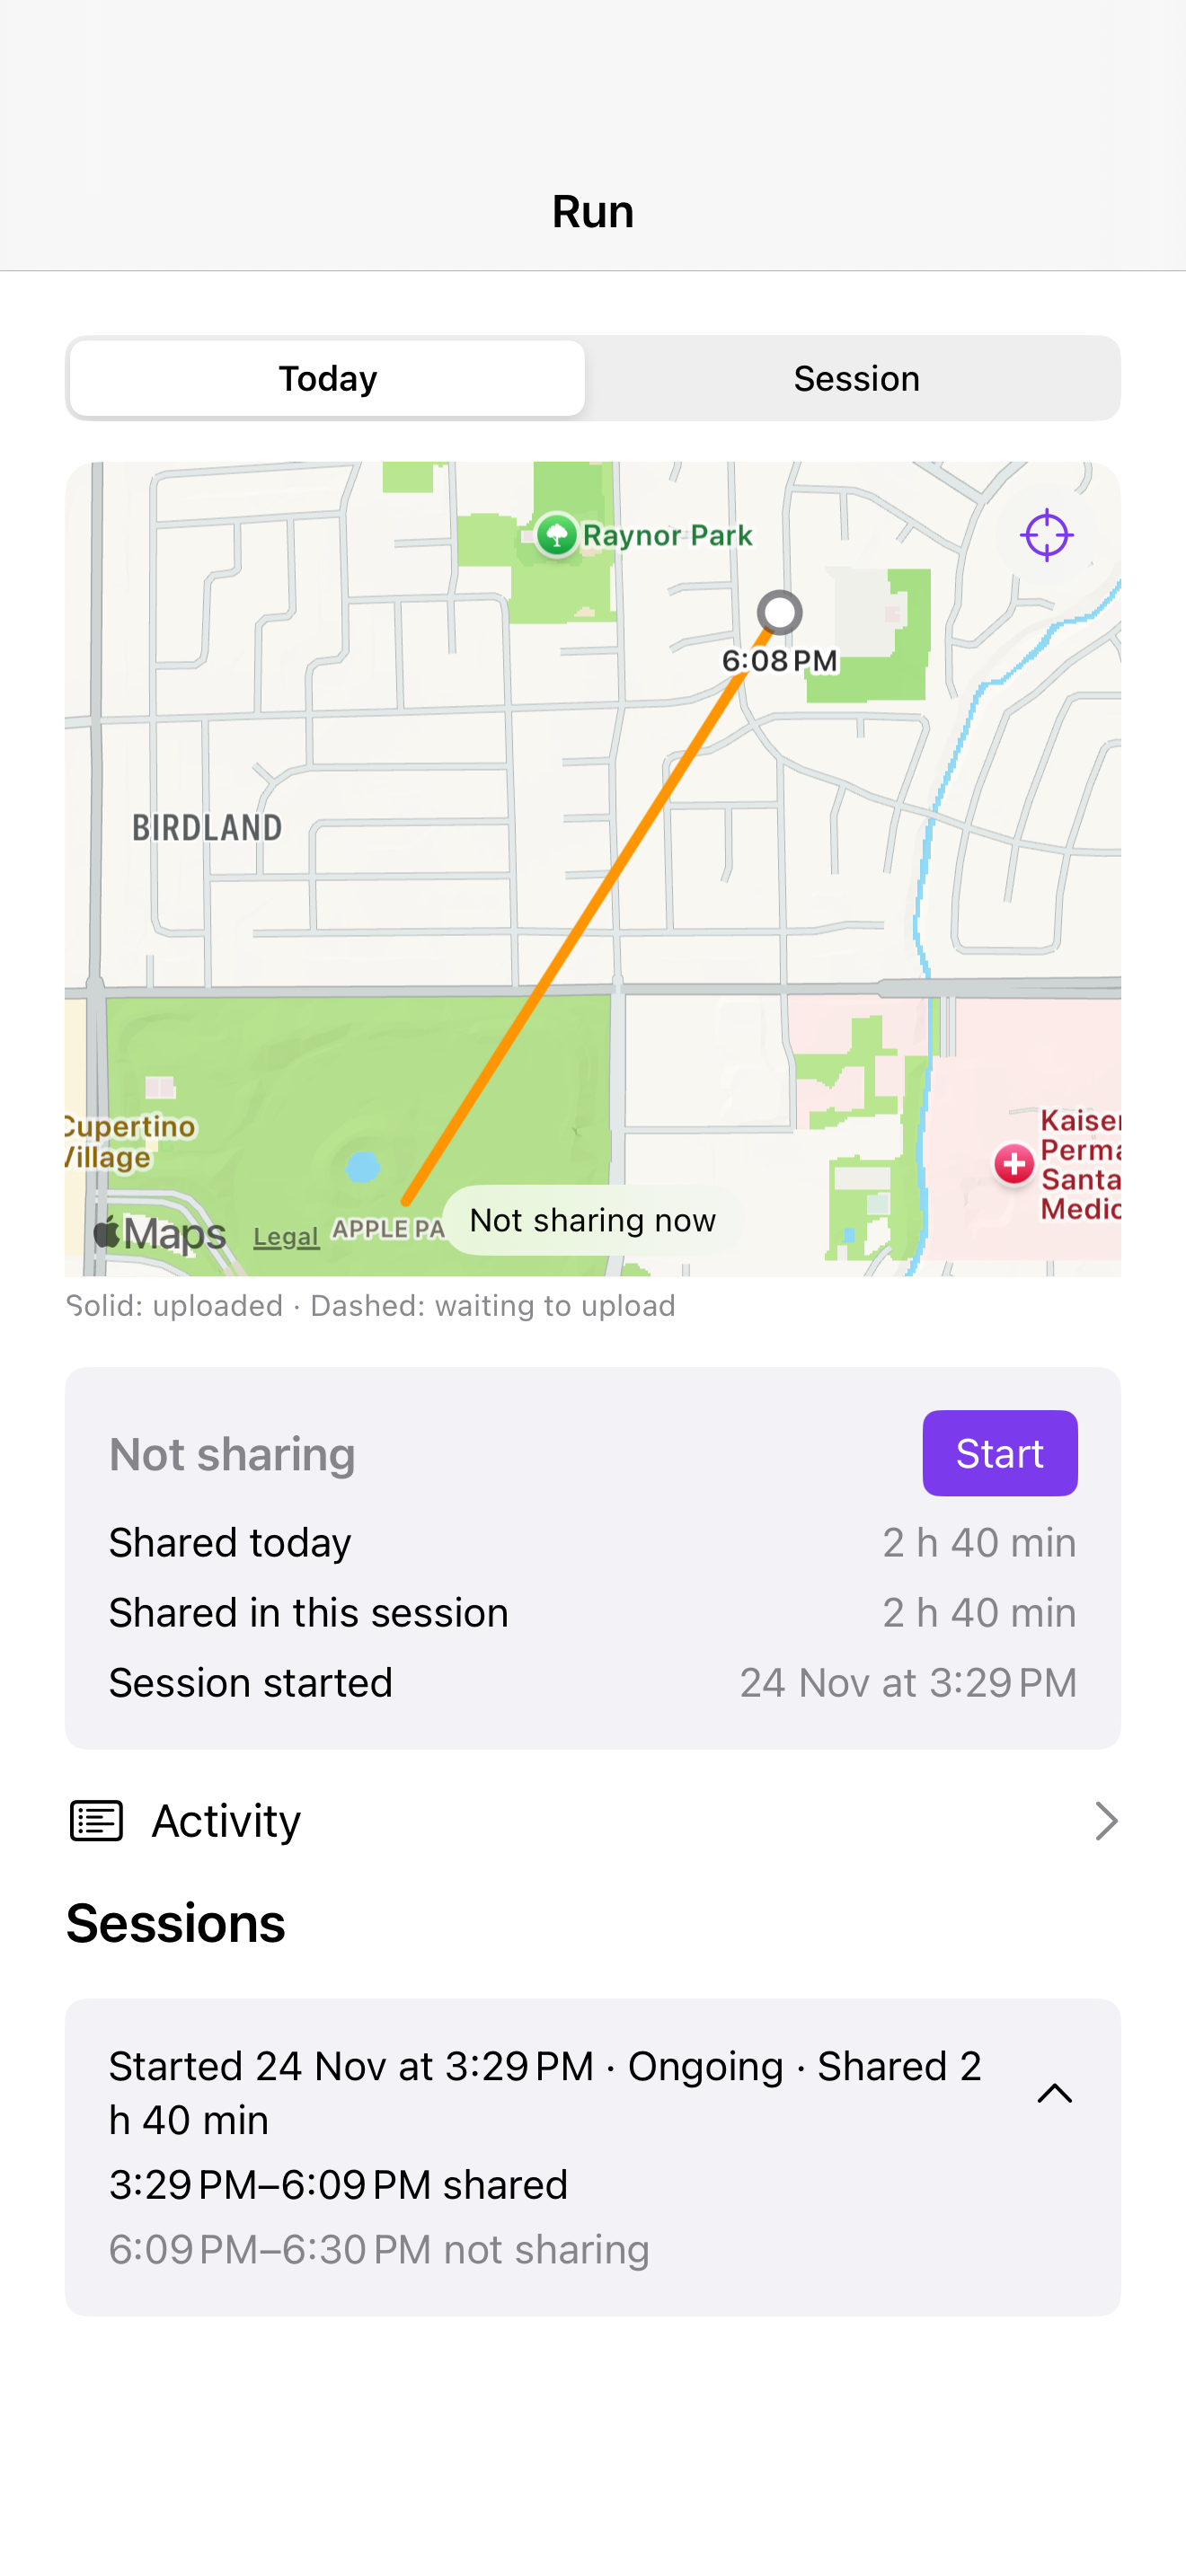 Run
Today
Session
Raynor Park
6:08 PM
BIRDLAND
Cupertino
Village
Kaiser
Perma
Santa
Medic
Maps
Legal
APPLE PA
Not sharing now
Solid: uploaded · Dashed: waiting to upload
Not sharing
Start
Shared today
2 h 40 min
Shared in this session
2 h 40 min
Session started
24 Nov at 3:29 PM
Activity
Sessions
Started 24 Nov at 3:29 PM · Ongoing · Shared 2
h 40 min
3:29 PM–6:09 PM shared
6:09 PM–6:30 PM not sharing